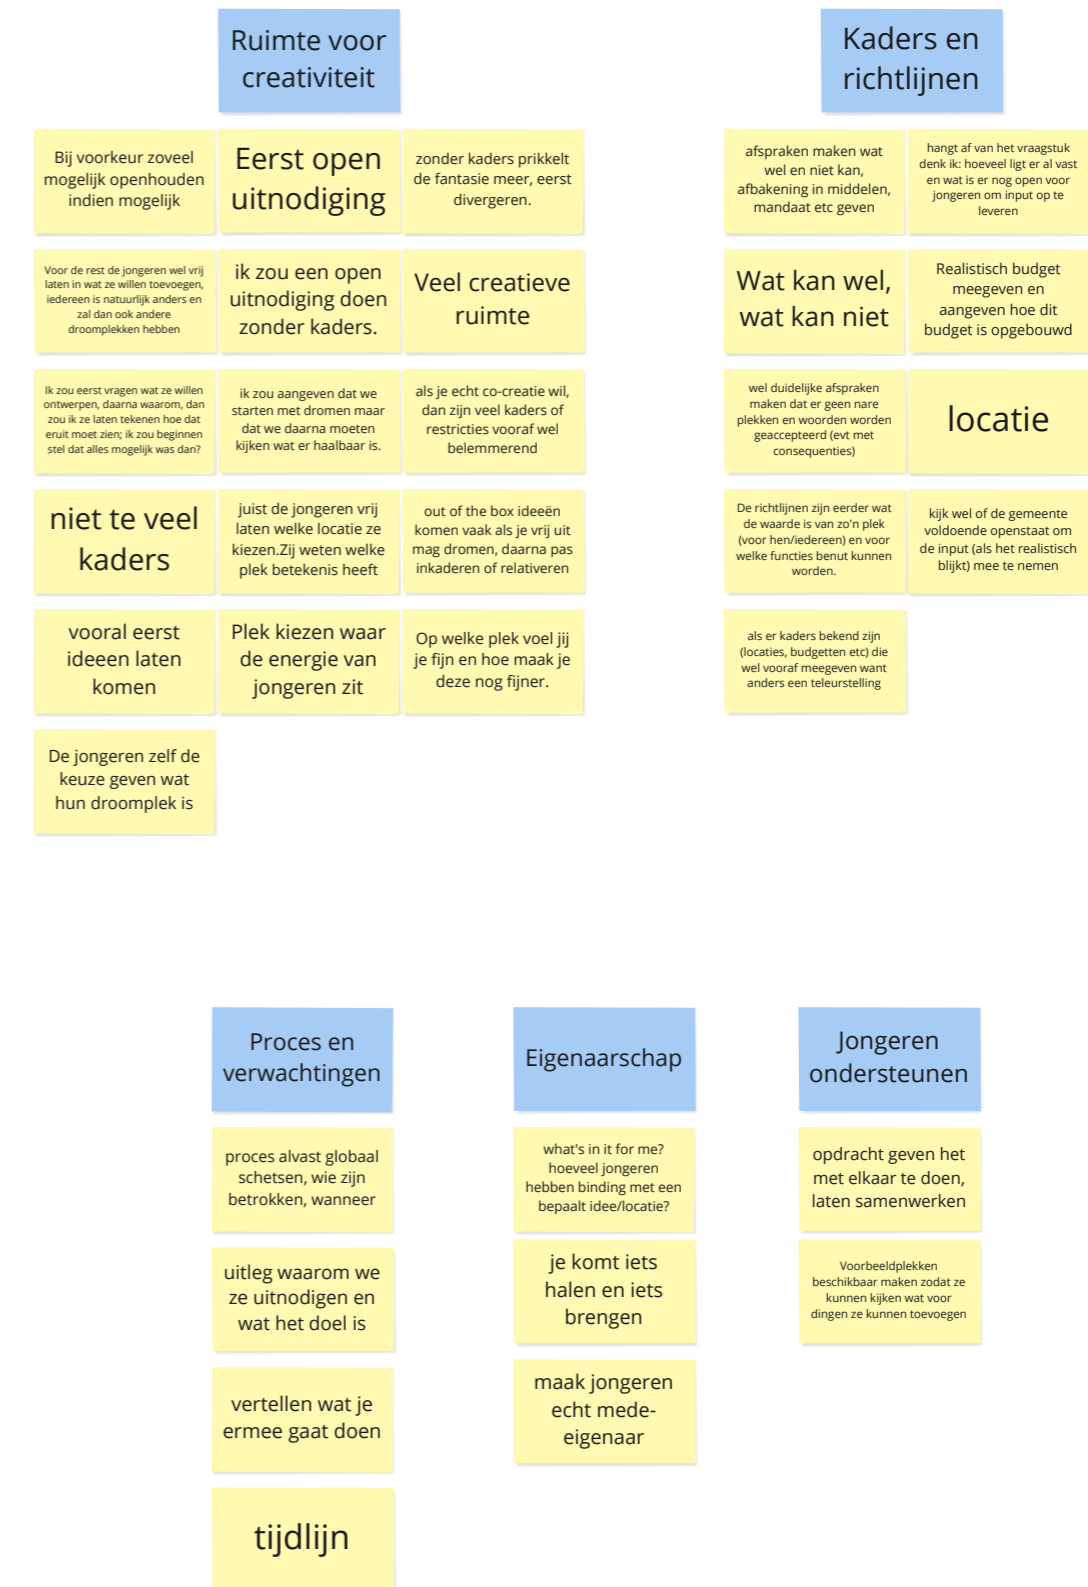 Ruimte voor
creativiteit
Bij voorkeur zoveel
mogelijk openhouden
indien mogelijk
Eerst open
uitnodiging
zonder kaders prikkelt
de fantasie meer, eerst
divergeren.
Voor de rest de jongeren wel vrij
laten in wat ze willen toevoegen,
iedereen is natuurlijk anders en
zal dan ook andere
droomplekken hebben
ik zou een open
uitnodiging doen
zonder kaders.
Veel creatieve
ruimte
Ik zou eerst vragen wat ze willen
ontwerpen, daarna waarom, dan
zou ik ze laten tekenen hoe dat
eruit moet zien; ik zou beginnen
stel dat alles mogelijk was dan?
ik zou aangeven dat we
starten met dromen maar
dat we daarna moeten
kijken wat er haalbaar is.
als je echt co-creatie wil,
dan zijn veel kaders of
restricties vooraf wel
belemmerend
niet te veel
kaders
juist de jongeren vrij
laten welke locatie ze
kiezen.Zij weten welke
plek betekenis heeft
out of the box ideeën
komen vaak als je vrij uit
mag dromen, daarna pas
inkaderen of relativeren
vooral eerst
ideeen laten
komen
Plek kiezen waar
de energie van
jongeren zit
Op welke plek voel jij
je fijn en hoe maak je
deze nog fijner.
De jongeren zelf de
keuze geven wat
hun droomplek is
Kaders en
richtlijnen
afspraken maken wat
wel en niet kan,
afbakening in middelen,
mandaat etc geven
hangt af van het vraagstuk
denk ik: hoeveel ligt er al vast
en wat is er nog open voor
jongeren om input op te
leveren
Wat kan wel,
wat kan niet
Realistisch budget
meegeven en
aangeven hoe dit
budget is opgebouwd
wel duidelijke afspraken
maken dat er geen nare
plekken en woorden worden
geaccepteerd (evt met
consequenties)
locatie
De richtlijnen zijn eerder wat
de waarde is van zo'n plek
(voor hen/iedereen) en voor
welke functies benut kunnen
worden.
kijk wel of de gemeente
voldoende openstaat om
de input (als het realistisch
blijkt) mee te nemen
als er kaders bekend zijn
(locaties, budgetten etc) die
wel vooraf meegeven want
anders een teleurstelling
Proces en
verwachtingen
proces alvast globaal
schetsen, wie zijn
betrokken, wanneer
uitleg waarom we
ze uitnodigen en
wat het doel is
vertellen wat je
ermee gaat doen
tijdlijn
Eigenaarschap
what's in it for me?
hoeveel jongeren
hebben binding met een
bepaalt idee/locatie?
je komt iets
halen en iets
brengen
maak jongeren
echt mede-
eigenaar
Jongeren
ondersteunen
opdracht geven het
met elkaar te doen,
laten samenwerken
Voorbeeldplekken
beschikbaar maken zodat ze
kunnen kijken wat voor
dingen ze kunnen toevoegen